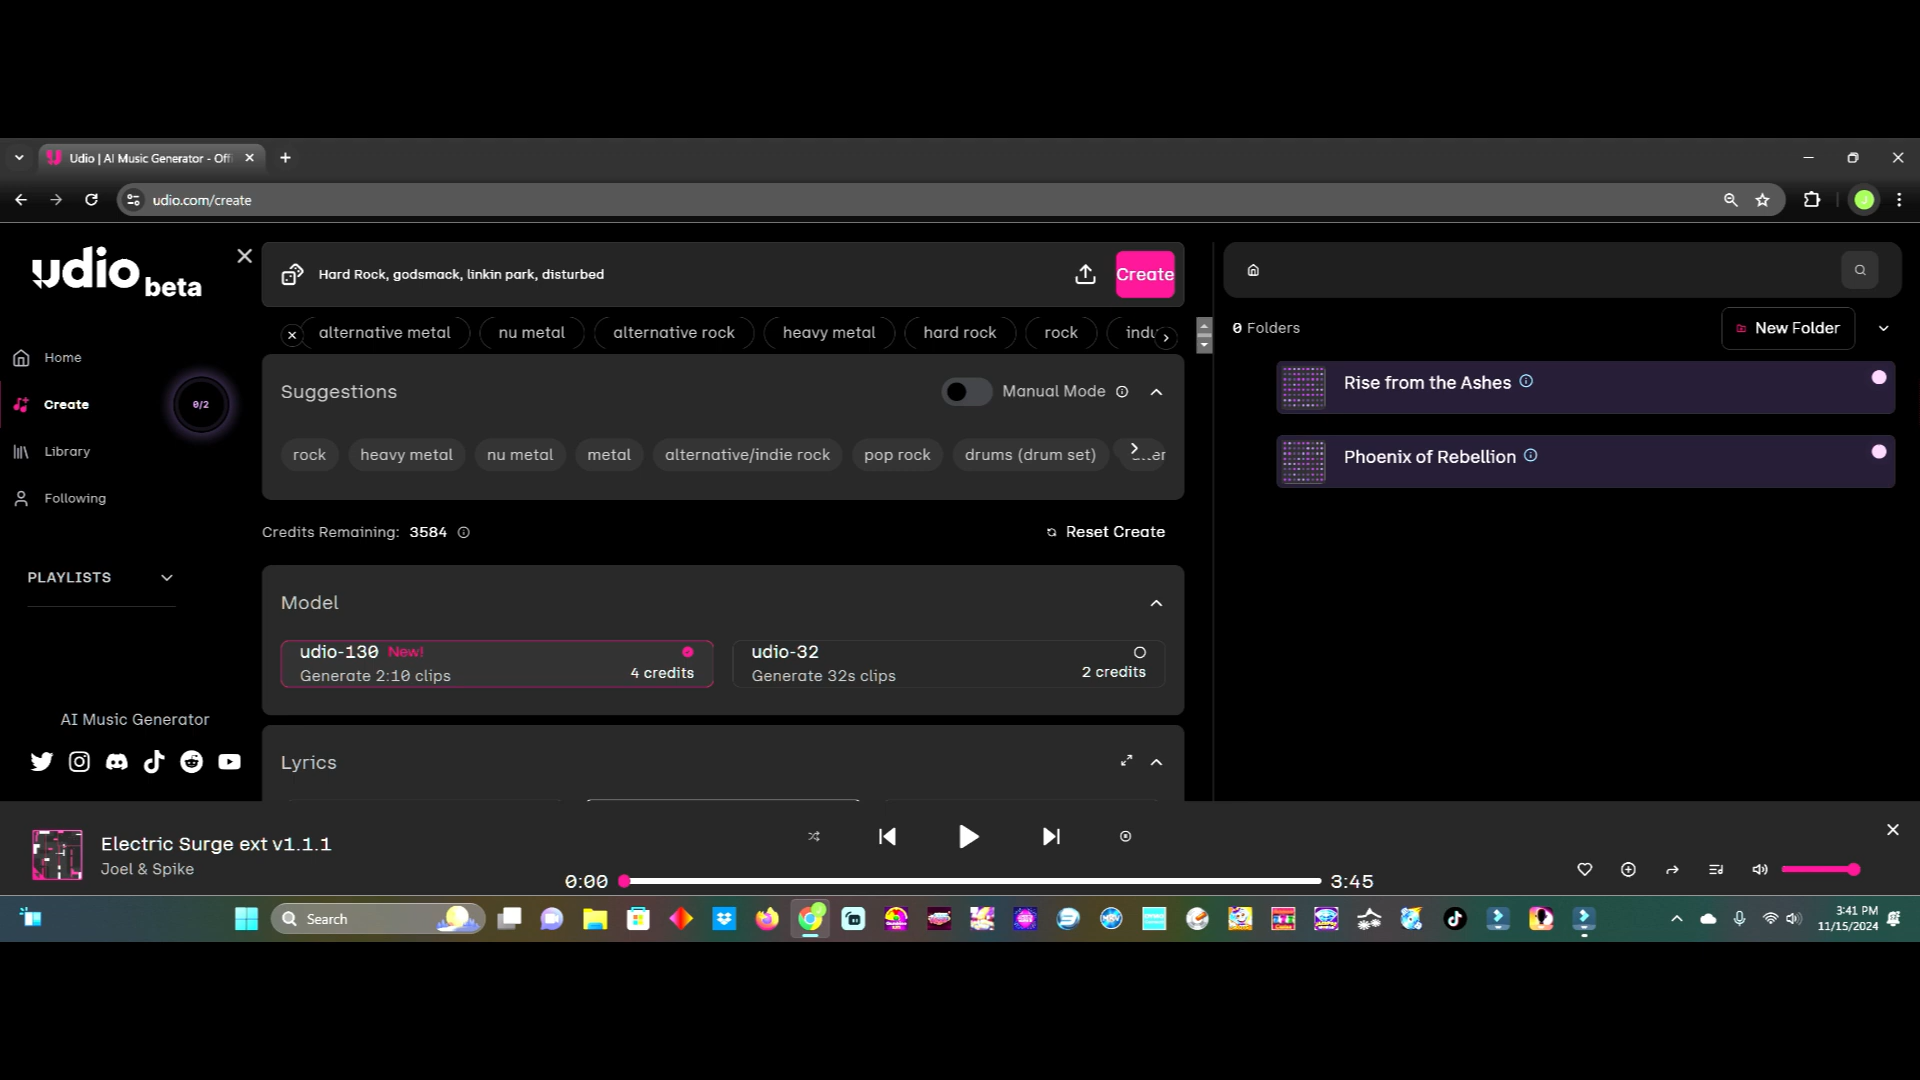 Udio | AI Music Generator - Off
udio.com/create
udio beta
Home
Create
0/2
Library
Following
PLAYLISTS
AI Music Generator
Hard Rock, godsmack, linkin park, disturbed
Create
alternative metal
nu metal
alternative rock
heavy metal
hard rock
rock
indu
Suggestions
Manual Mode
rock
heavy metal
nu metal
metal
alternative/indie rock
pop rock
drums (drum set)
Credits Remaining: 3584
Reset Create
Model
udio-130 New!
Generate 2:10 clips
4 credits
udio-32
Generate 32s clips
2 credits
Lyrics
0 Folders
New Folder
Rise from the Ashes
Phoenix of Rebellion
Electric Surge ext v1.1.1
Joel & Spike
0:00
3:45
Search
3:41 PM
11/15/2024